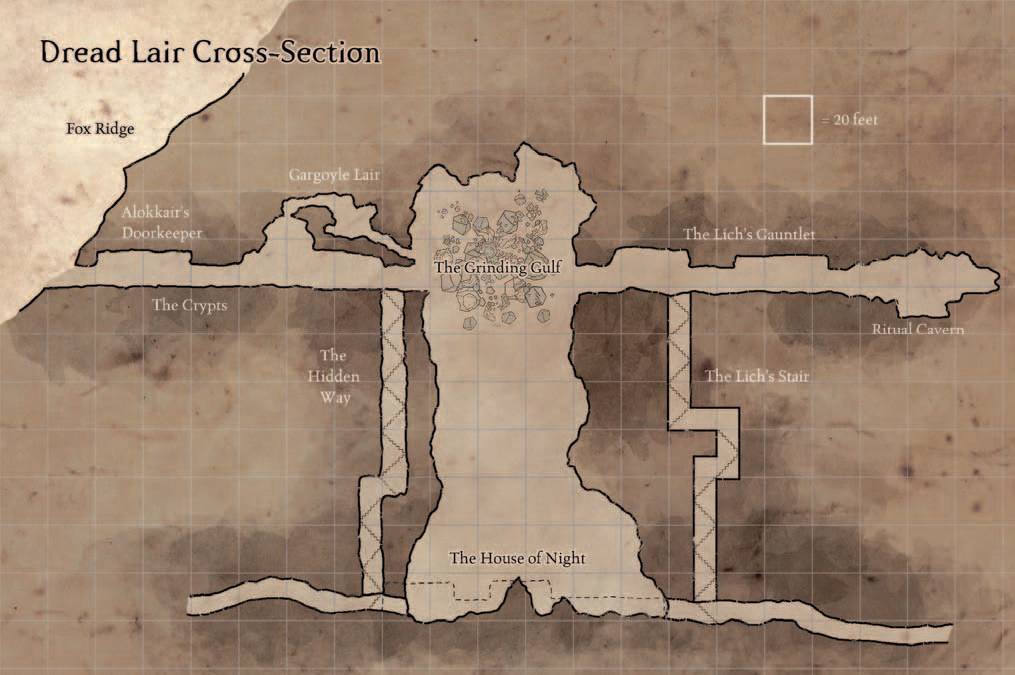 Dread Lair Cross-Section
= 20 feet
Fox Ridge
Gargoyle Lair
Alokkair's
Doorkeeper
The Lich's Gauntlet
The Grinding Gulf
The Crypts
Ritual Cavern
The
Hidden
Way
The Lich's Stair
The House of Night